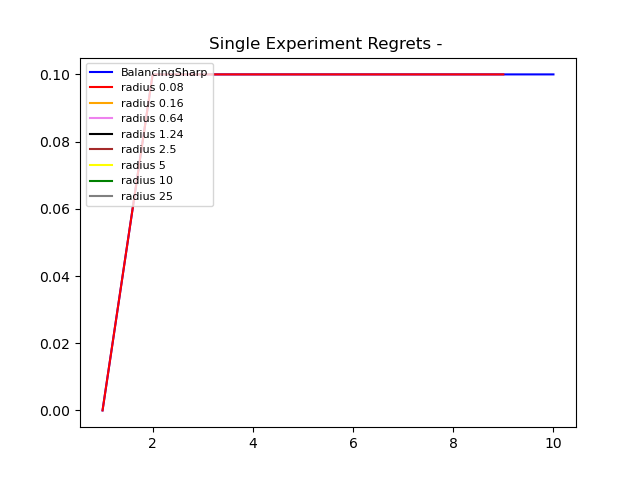 Single Experiment Regrets -
BalancingSharp
radius 0.08
radius 0.16
radius 0.64
radius 1.24
radius 2.5
radius 5
radius 10
radius 25
0.10
0.08
0.06
0.04
0.02
0.00
2 4 6 8 10